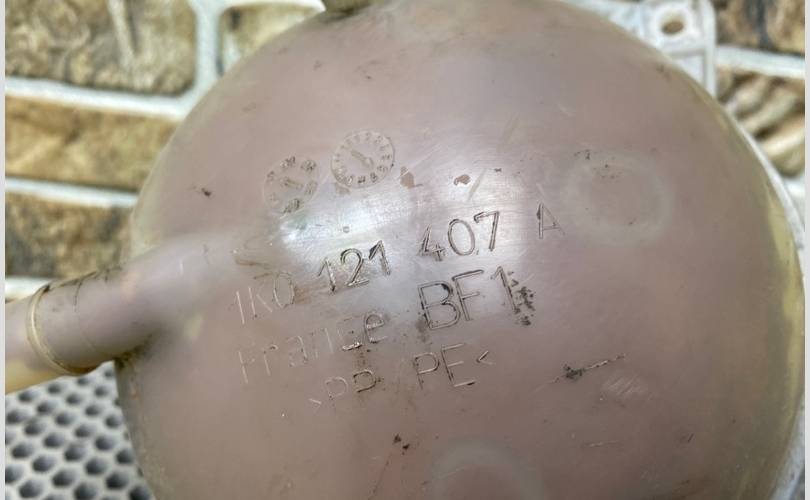 1K0 121 407 A
France BF1
>PP/PE<